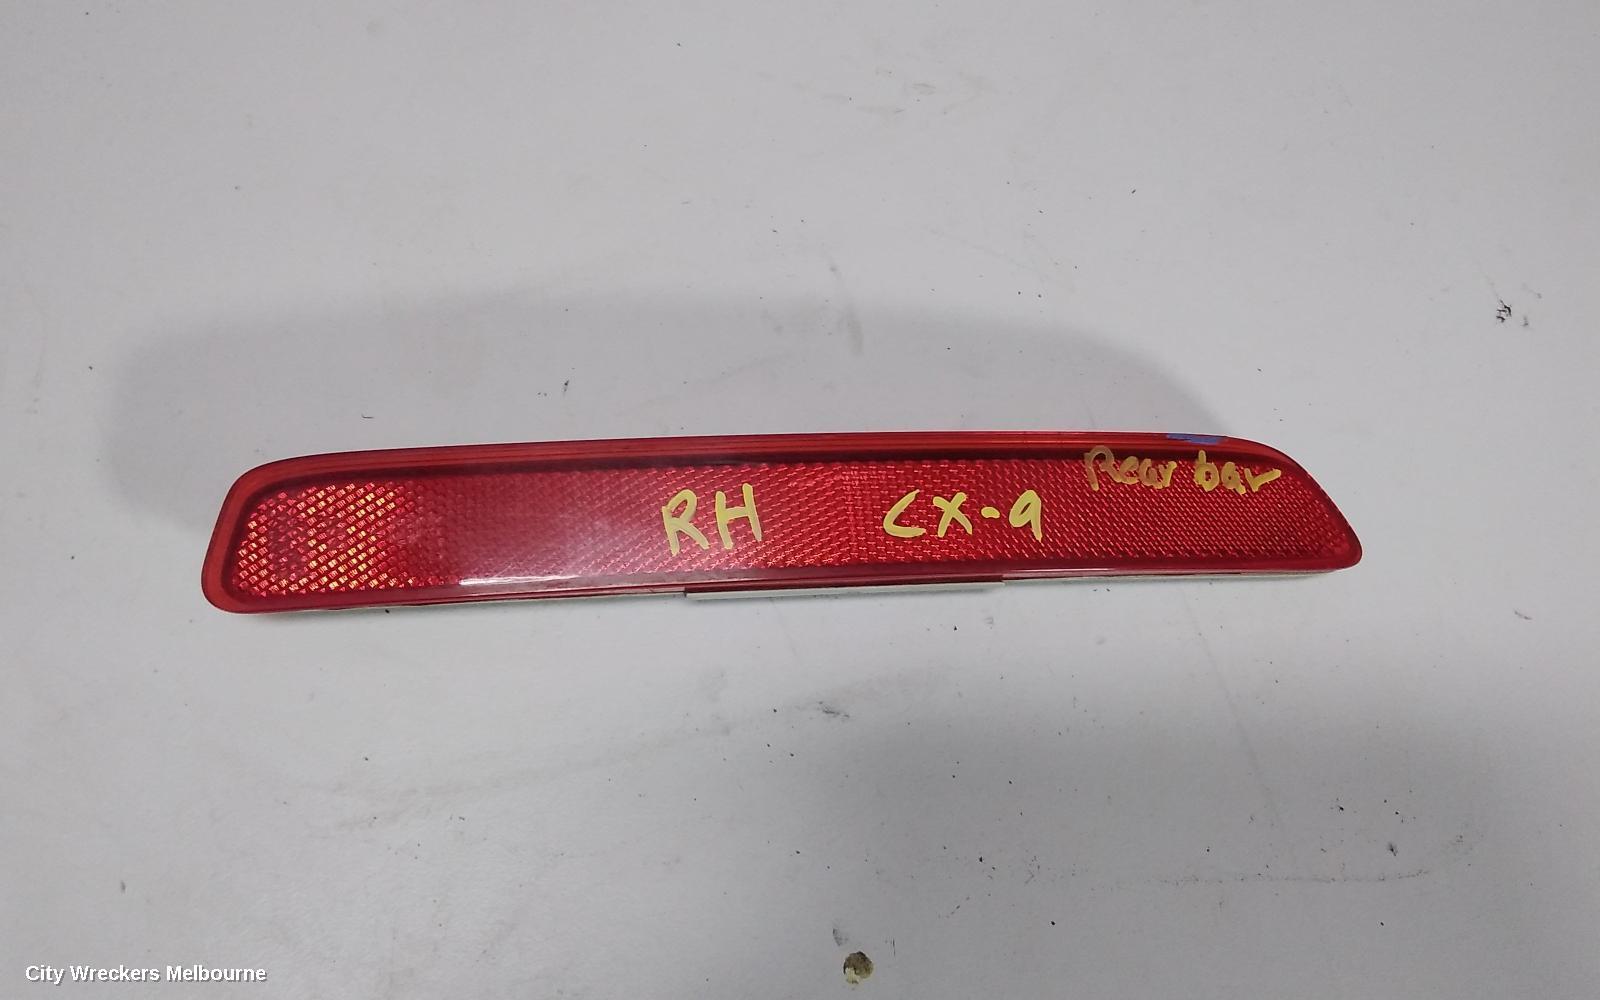 RH CX-9 Rear bar
City Wreckers Melbourne